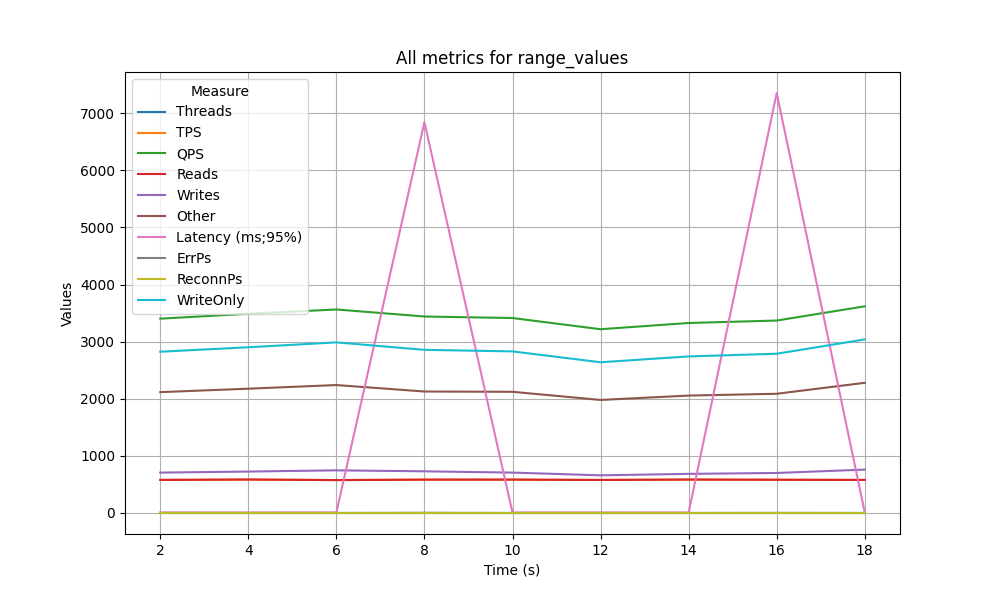 All metrics for range_values
Measure
Threads
TPS
QPS
Reads
Writes
Other
Latency (ms;95%)
ErrPs
ReconnPs
WriteOnly
Values
7000
6000
5000
4000
3000
2000
1000
0
2 4 6 8 10 12 14 16 18
Time (s)